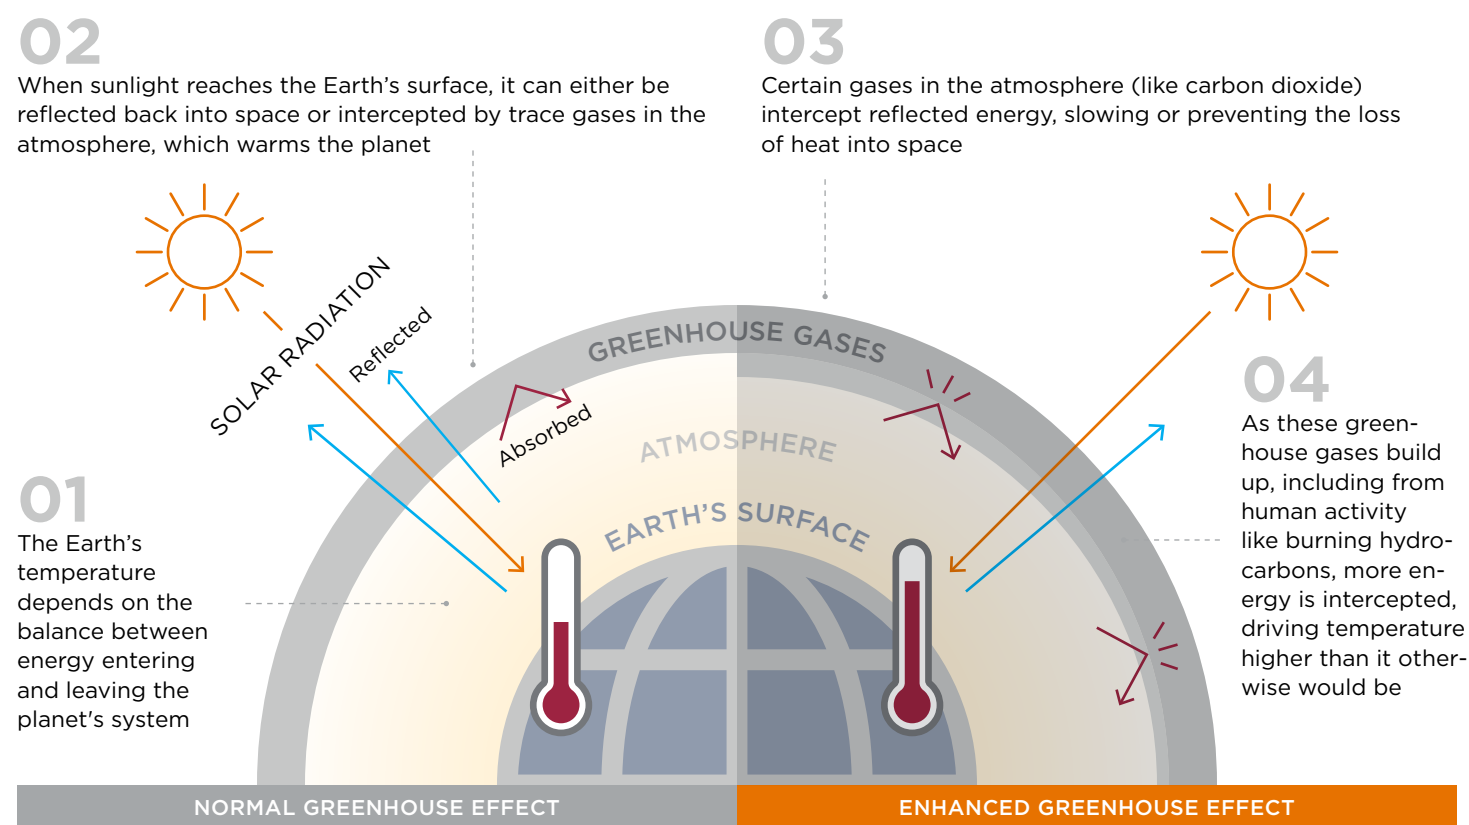 02
When sunlight reaches the Earth's surface, it can either be
reflected back into space or intercepted by trace gases in the
atmosphere, which warms the planet
03
Certain gases in the atmosphere (like carbon dioxide)
intercept reflected energy, slowing or preventing the loss
of heat into space
SOLAR RADIATION
Reflected
Absorbed
GREENHOUSE GASES
ATMOSPHERE
EARTH'S SURFACE
01
The Earth's
temperature
depends on the
balance between
energy entering
and leaving the
planet's system
04
As these green-
house gases build
up, including from
human activity
like burning hydro-
carbons, more en-
ergy is intercepted,
driving temperature
higher than it other-
wise would be
NORMAL GREENHOUSE EFFECT
ENHANCED GREENHOUSE EFFECT